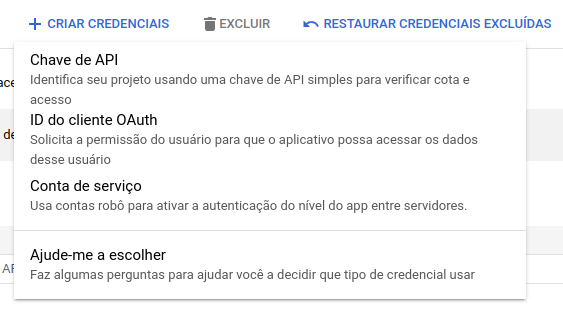 CRIAR CREDENCIAIS EXCLUIR RESTAURAR CREDENCIAIS EXCLUÍDAS
Chave de API
Identifica seu projeto usando uma chave de API simples para verificar cota e
acesso
ID do cliente OAuth
Solicita a permissão do usuário para que o aplicativo possa acessar os dados
desse usuário
Conta de serviço
Usa contas robô para ativar a autenticação do nível do app entre servidores.
Ajude-me a escolher
Faz algumas perguntas para ajudar você a decidir que tipo de credencial usar